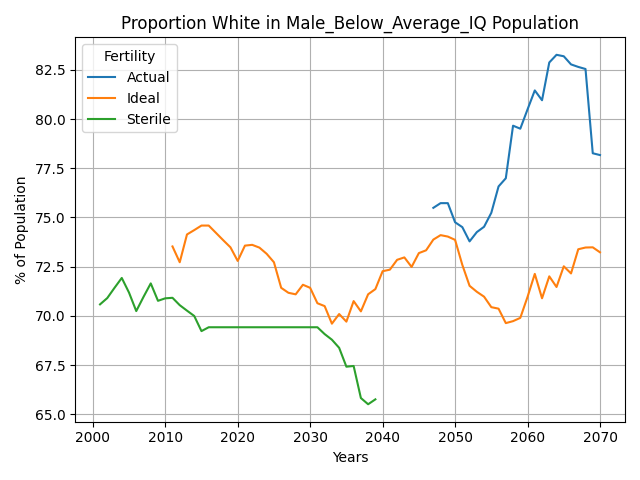 Proportion White in Male_Below_Average_IQ Population
Fertility
Actual
Ideal
Sterile
% of Population
82.5
80.0
77.5
75.0
72.5
70.0
67.5
65.0
2000 2010 2020 2030 2040 2050 2060 2070
Years